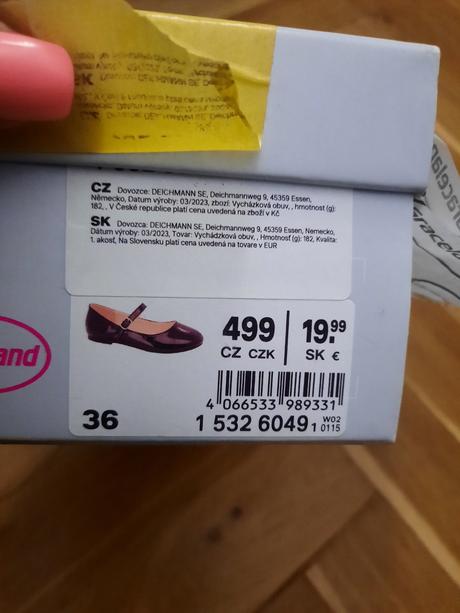 SK
CZ Dovozce: DEICHMANN SE, Deichmannweg 9, 45359 Essen,
Německo, Datum výroby: 03/2023, zboží: Vycházková obuv, , hmotnost (g):
182, , V České republice platí cena uvedená na zboží v Kč
SK Dovozca: DEICHMANN SE, Deichmannweg 9, 45359 Essen, Nemecko,
Dátum výroby: 03/2023, Tovar: Vychádzková obuv, , Hmotnosť (g): 182, Kvalita:
1. akosť, Na Slovensku platí cena uvedená na tovare v EUR
499 19.99
CZ CZK SK €
and
4 066533 989331
36
1 532 6049 1 W02 0115